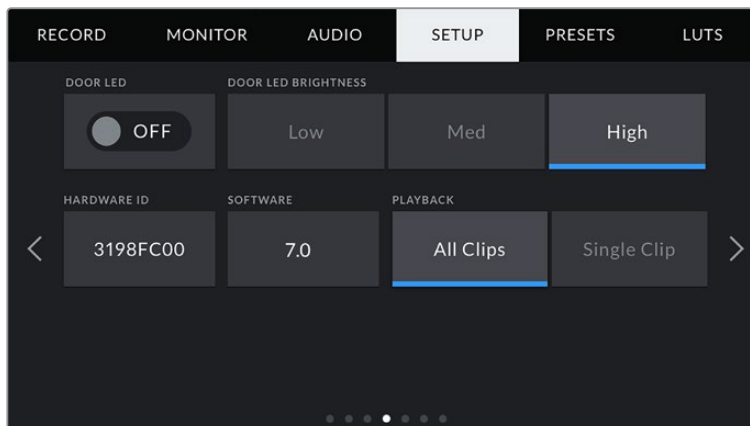 RECORD MONITOR AUDIO SETUP PRESETS LUTS
DOOR LED DOOR LED BRIGHTNESS
OFF Low Med High
HARDWARE ID SOFTWARE PLAYBACK
3198FC00 7.0 All Clips Single Clip